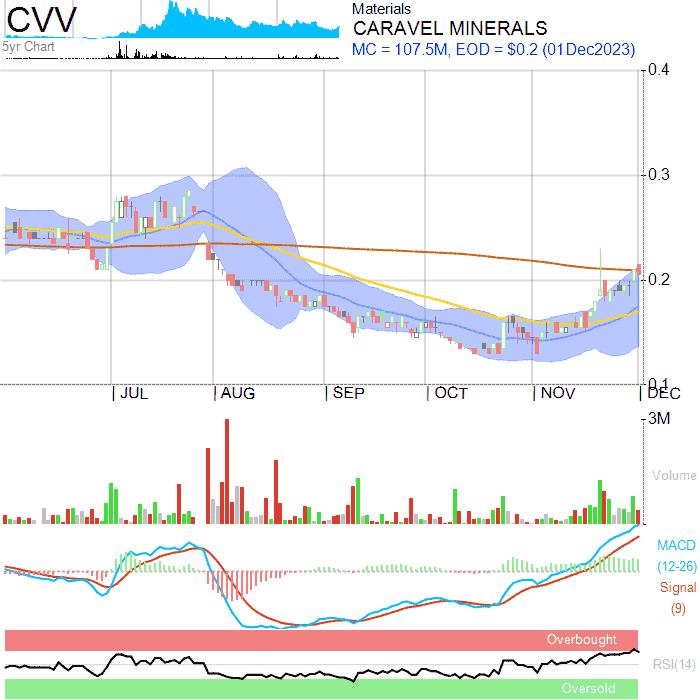 CVV
5yr Chart
Materials
CARAVEL MINERALS
MC = 107.5M, EOD = $0.2 (01Dec2023)
0.4
0.3
0.2
0.1
JUL
AUG
SEP
OCT
NOV
DEC
3M
Volume
MACD
(12-26)
Signal
(9)
Overbought
RSI(14)
Oversold